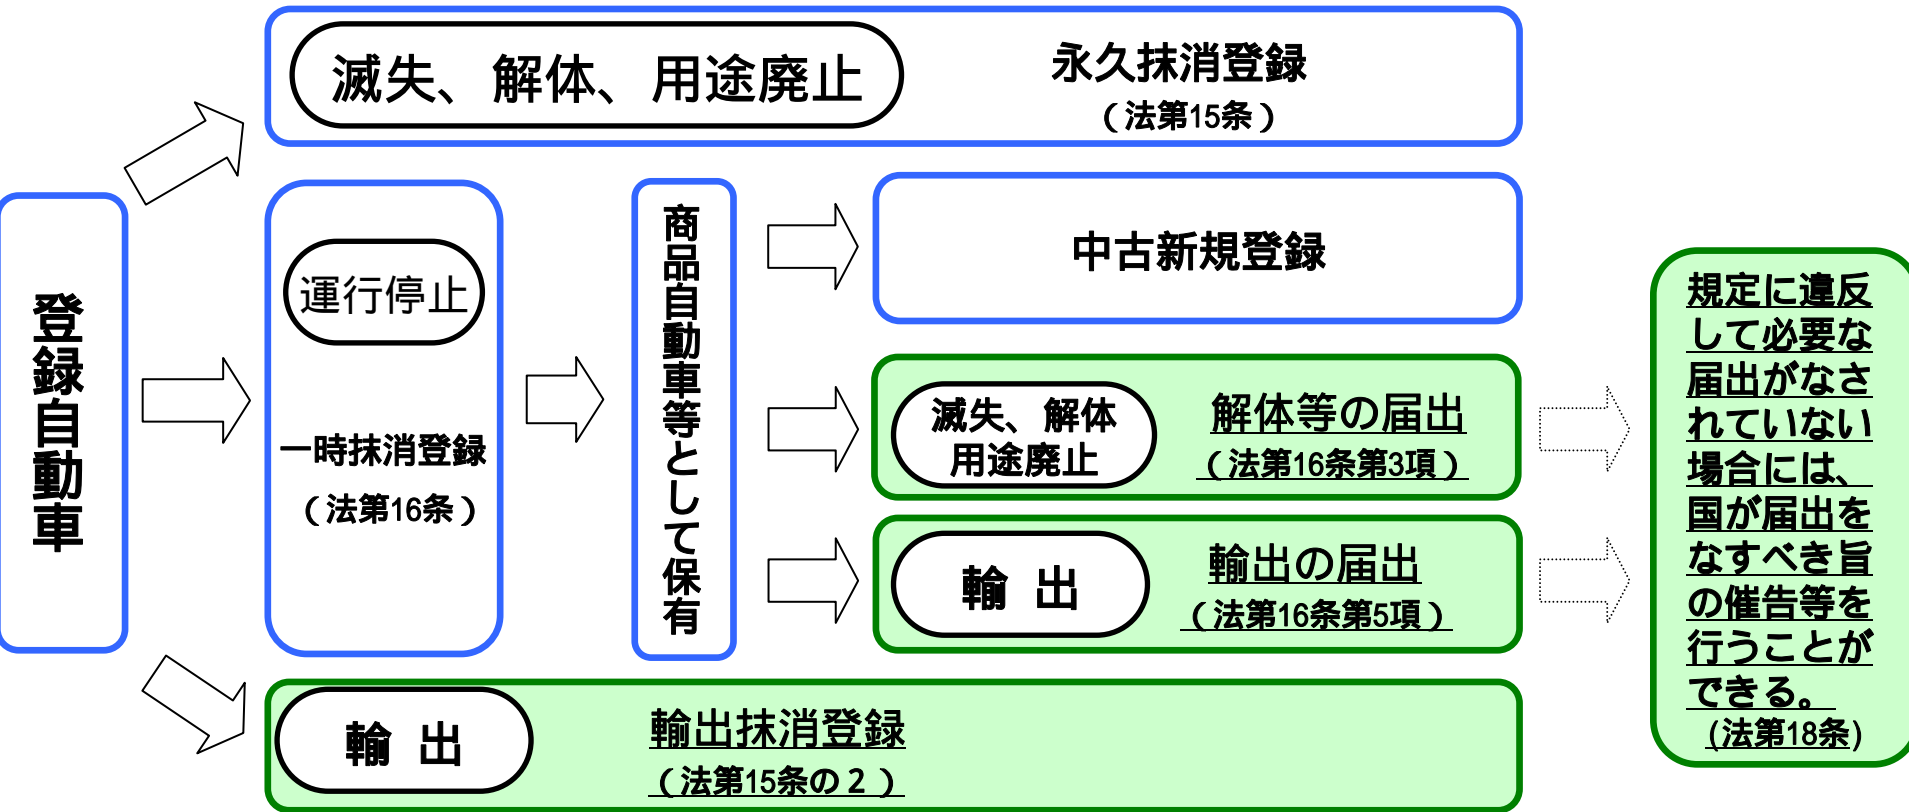 滅失、解体、用途廃止
永久抹消登録
（法第15条）
登録自動車
運行停止
一時抹消登録
（法第16条）
商品自動車等として保有
中古新規登録
滅失、解体
用途廃止
解体等の届出
（法第16条第3項）
輸 出
輸出の届出
（法第16条第5項）
輸 出
輸出抹消登録
（法第15条の２）
規定に違反
して必要な
届出がなさ
れていない
場合には、
国が届出を
なすべき旨
の催告等を
行うことが
できる。
(法第18条)